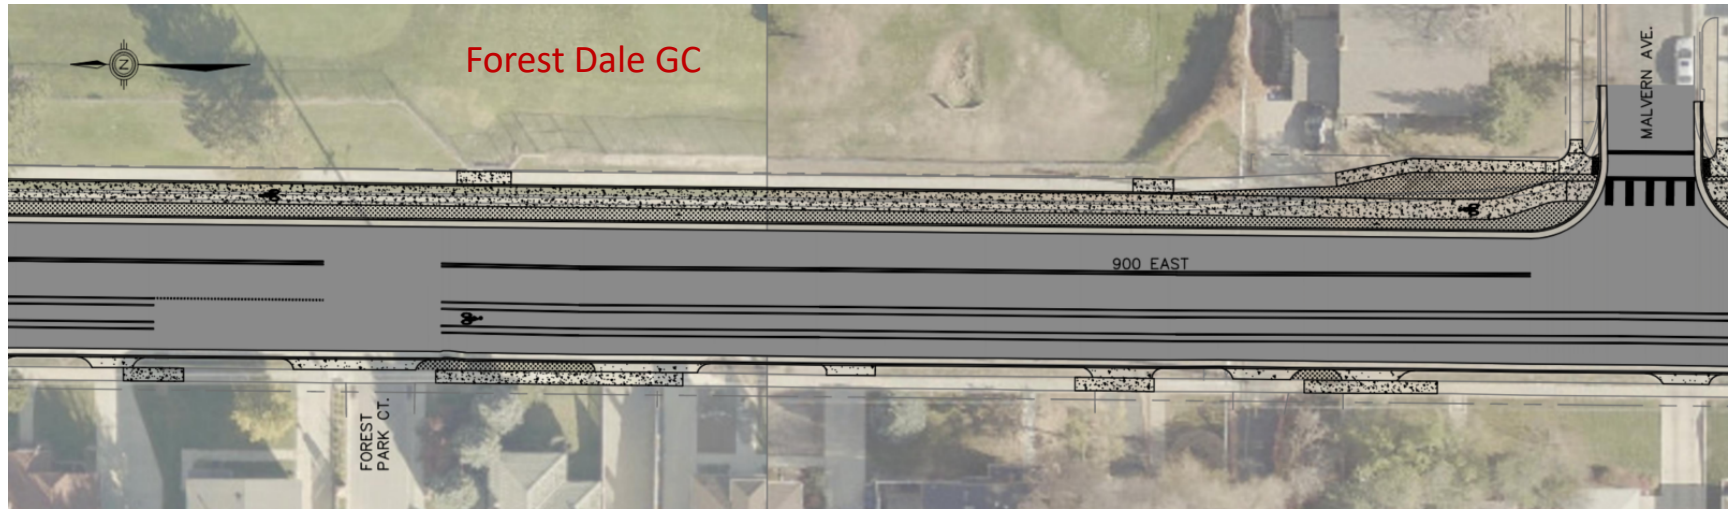 Forest Dale GC
N
MALVERN AVE.
900 EAST
FOREST
PARK CT.